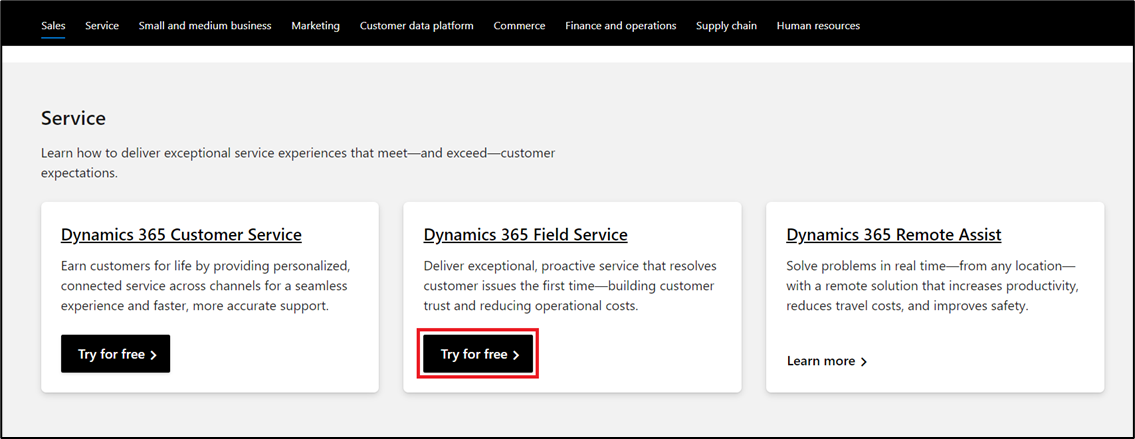 Sales Service Small and medium business Marketing Customer data platform Commerce Finance and operations Supply chain Human resources
Service
Learn how to deliver exceptional service experiences that meet—and exceed—customer
expectations.
Dynamics 365 Customer Service
Earn customers for life by providing personalized,
connected service across channels for a seamless
experience and faster, more accurate support.
Try for free
Dynamics 365 Field Service
Deliver exceptional, proactive service that resolves
customer issues the first time—building customer
trust and reducing operational costs.
Try for free
Dynamics 365 Remote Assist
Solve problems in real time—from any location—
with a remote solution that increases productivity,
reduces travel costs, and improves safety.
Learn more